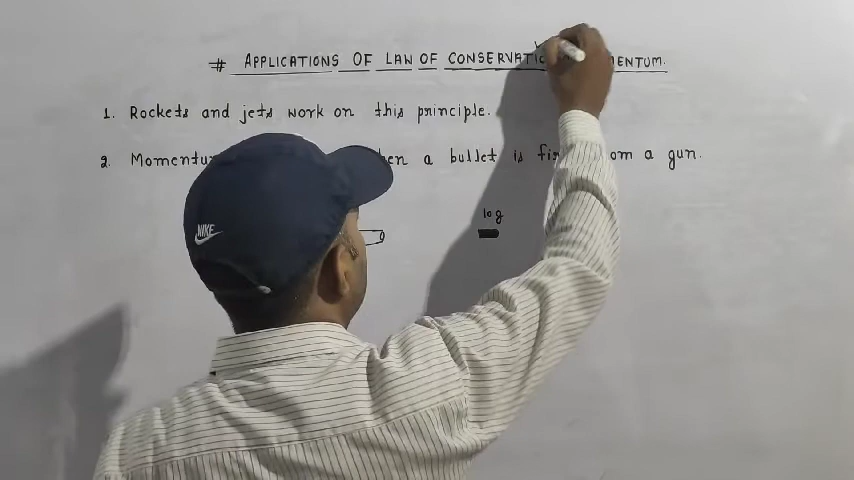 # APPLICATIONS OF LAW OF CONSERVATI ENTUM.
1. Rockets and jets work on this principle.
2. Momentu hen a bullet is fi om a gun.
10g
NIKE